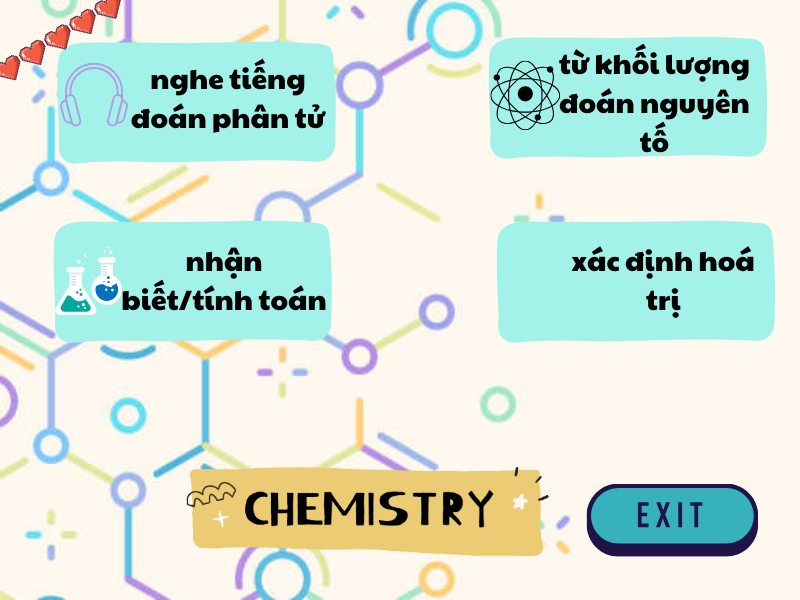 nghe tiếng
đoán phân tử
từ khối lượng
đoán nguyên
tố
nhận
biết/tính toán
xác định hoá
trị
CHEMISTRY
EXIT